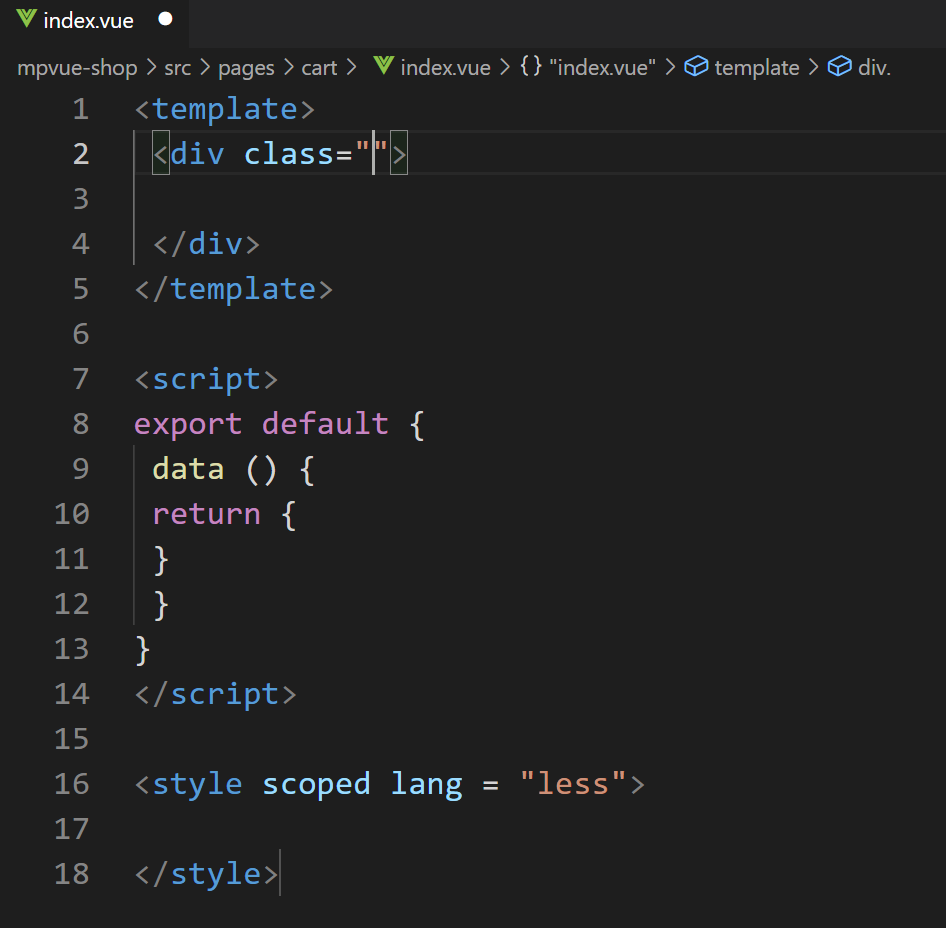 index.vue
mpvue-shop > src > pages > cart > index.vue > {} "index.vue" > template > div.
1 <template>
2  <div class="">
3
4  </div>
5 </template>
6
7 <script>
8 export default {
9  data () {
10  return {
11  }
12  }
13 }
14 </script>
15
16 <style scoped lang = "less">
17
18 </style>